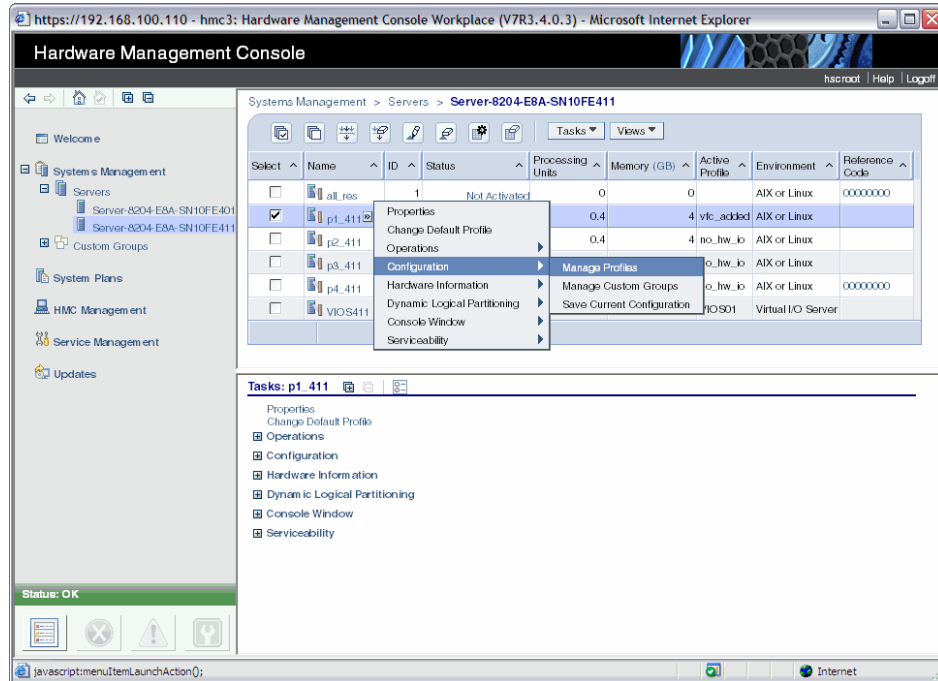 https://192.168.100.110 - hmc3: Hardware Management Console Workplace (V7R3.4.0.3) - Microsoft Internet Explorer
Hardware Management Console
hscroot | Help | Logoff
Systems Management > Servers > Server-8204-E8A-SN10FE411
Welcome
Systems Management
Servers
Server-8204-E8A-SN10FE401
Server-8204-E8A-SN10FE411
Custom Groups
System Plans
HMC Management
Service Management
Updates
Tasks Views
Select Name ID Status Processing Units Memory (GB) Active Profile Environment Reference Code
all_res 1 Not Activated 0 0 AIX or Linux 00000000
p1_411 0.4 4 vfc_added AIX or Linux
p2_411 0.4 4 no_hw_io AIX or Linux
p3_411 o_hw_io AIX or Linux
p4_411 o_hw_io AIX or Linux 00000000
VIOS411 VIOS01 Virtual I/O Server
Properties
Change Default Profile
Operations
Configuration
Hardware Information
Dynamic Logical Partitioning
Console Window
Serviceability
Manage Profiles
Manage Custom Groups
Save Current Configuration
Tasks: p1_411
Properties
Change Default Profile
Operations
Configuration
Hardware Information
Dynamic Logical Partitioning
Console Window
Serviceability
Status: OK
javascript:menuItemLaunchAction();
Internet